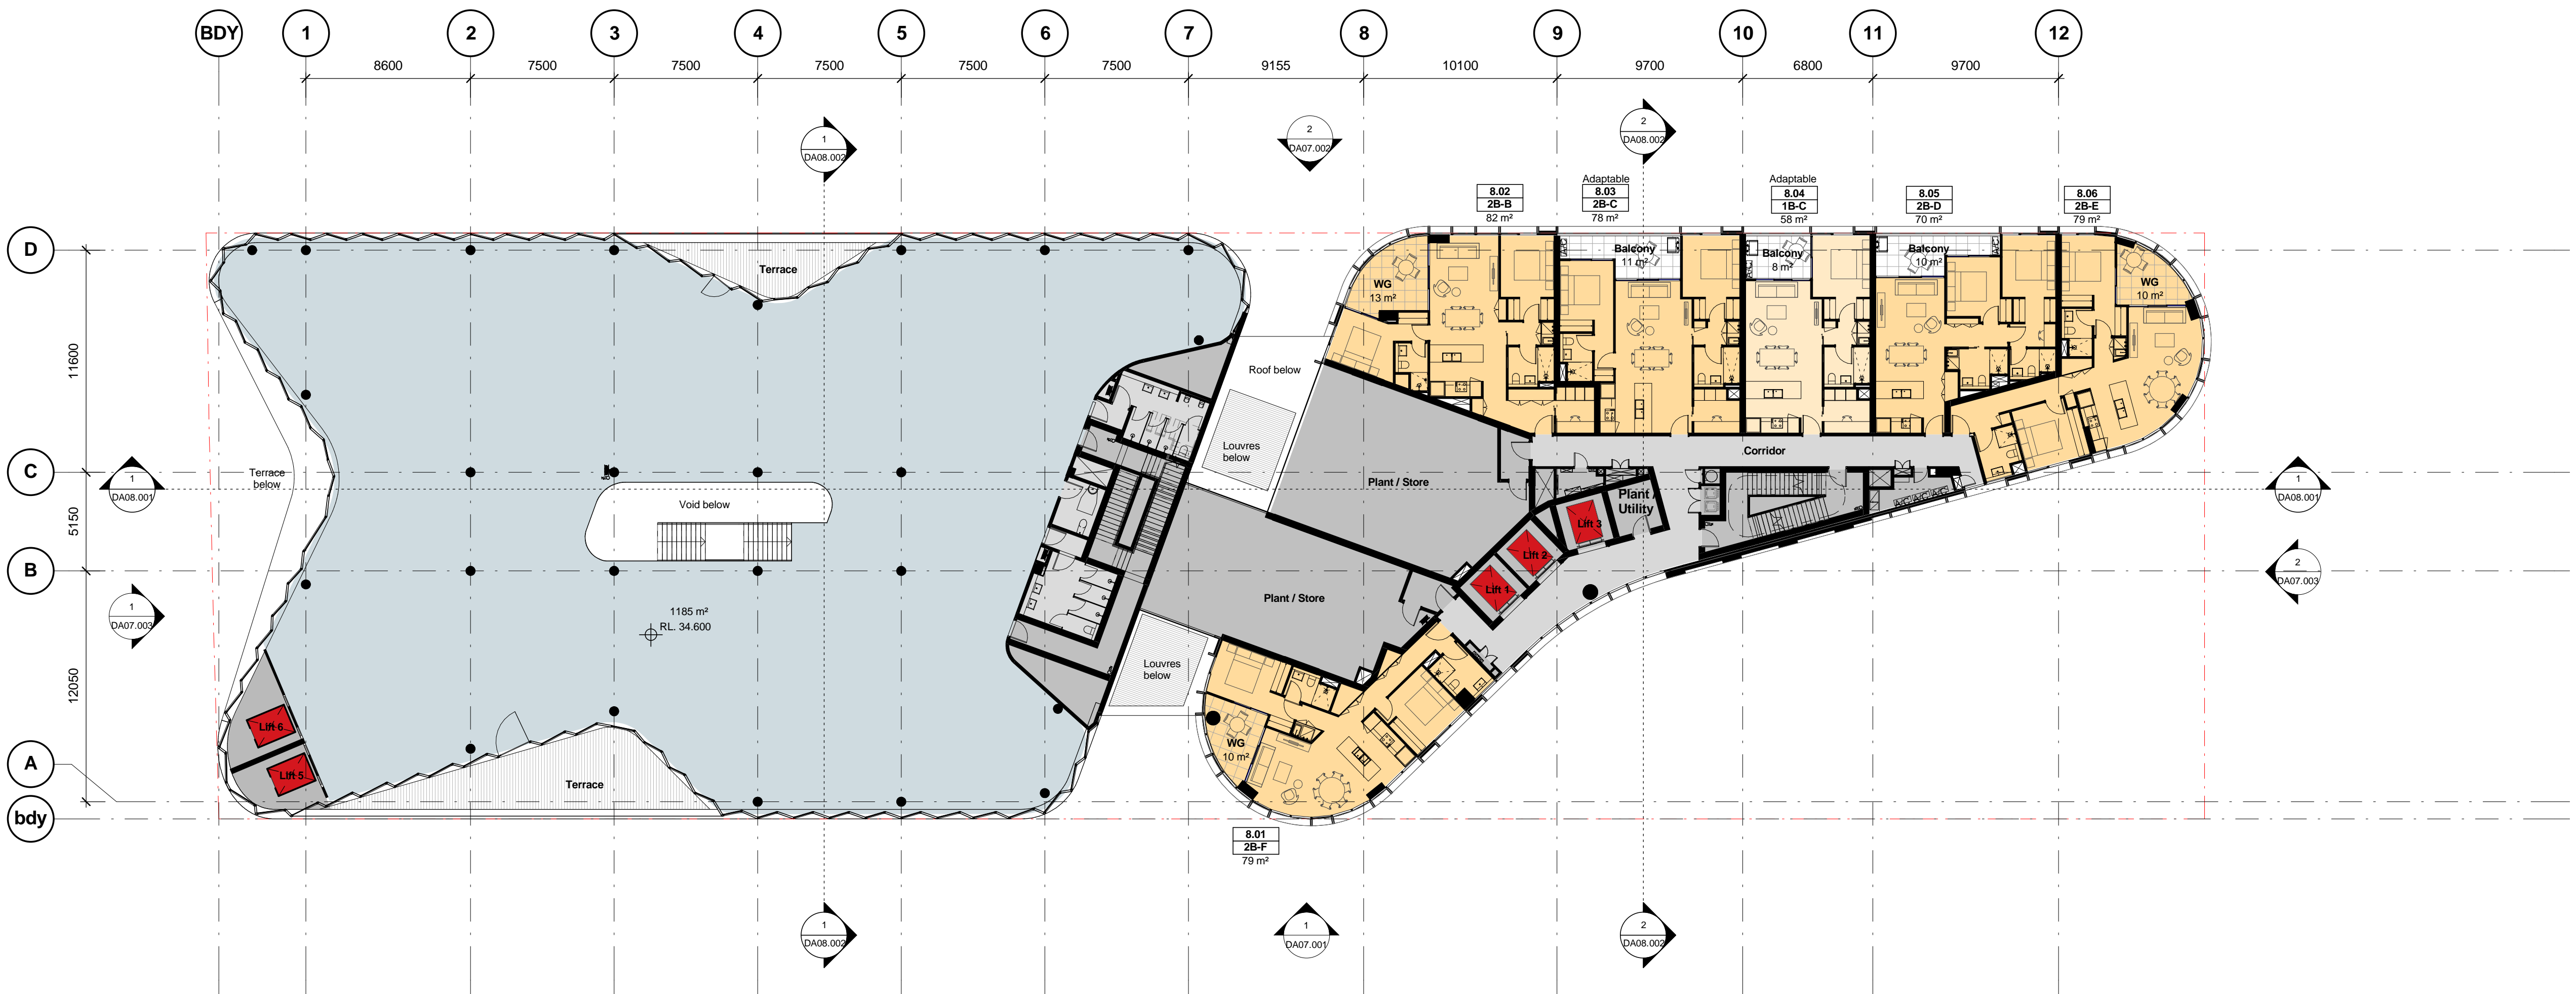 BDY 1 2 3 4 5 6 7 8 9 10 11 12
8600 7500 7500 7500 7500 7500 9155 10100 9700 6800 9700
1
DA08.002
2
DA07.002
2
DA08.002
8.02
2B-B
82 m²
Adaptable
8.03
2B-C
78 m²
Adaptable
8.04
1B-C
58 m²
8.05
2B-D
70 m²
8.06
2B-E
79 m²
D
C
B
A
bdy
11600
5150
12050
Terrace
WG
13 m²
Balcony
11 m²
Balcony
8 m²
Balcony
10 m²
A/C
WG
10 m²
Roof below
Louvres
below
Terrace
below
1
DA08.001
Void below
Plant / Store
Corridor
Plant /
Utility
A/C A/C A/C A/C
1
DA08.001
Lift 3
Lift 2
Lift 1
1
DA07.003
2
DA07.003
1185 m²
RL. 34.600
Plant / Store
Louvres
below
Lift 6
Lift 5
Terrace
WG
10 m²
8.01
2B-F
79 m²
1
DA08.002
1
DA07.001
2
DA08.002